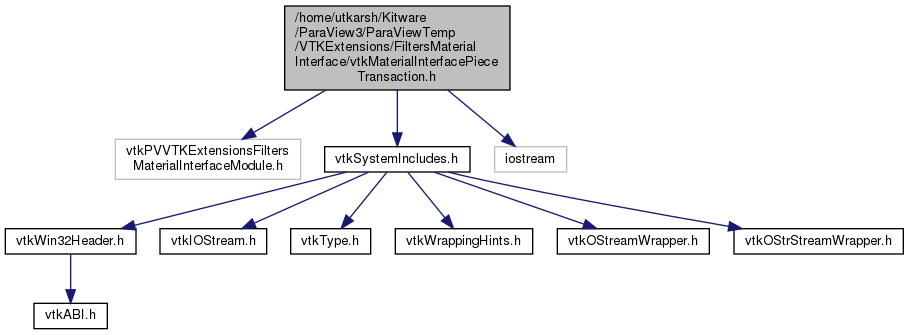 /home/utkarsh/Kitware
/ParaView3/ParaViewTemp
/VTKExtensions/FiltersMaterial
Interface/vtkMaterialInterfacePiece
Transaction.h
vtkPVVTKExtensionsFilters
MaterialInterfaceModule.h
vtkSystemIncludes.h
iostream
vtkWin32Header.h
vtkIOStream.h
vtkType.h
vtkWrappingHints.h
vtkOStreamWrapper.h
vtkOStrStreamWrapper.h
vtkABI.h